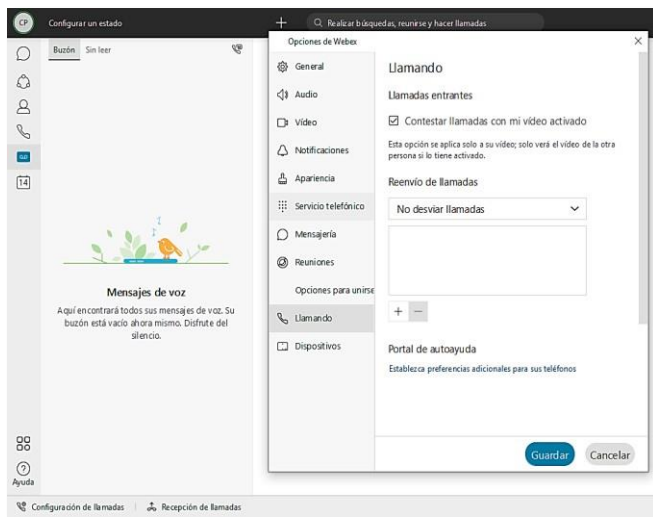 CP
Configurar un estado
Realizar búsquedas, reunirse y hacer llamadas
Buzón
Sin leer
14
Mensajes de voz
Aquí encontrará todos sus mensajes de voz. Su
buzón está vacío ahora mismo. Disfrute del
silencio.
Ayuda
Configuración de llamadas
Recepción de llamadas
Opciones de Webex
General
Audio
Vídeo
Notificaciones
Apariencia
Servicio telefónico
Mensajería
Reuniones
Opciones para unirse
Llamando
Dispositivos
Llamando
Llamadas entrantes
Contestar llamadas con mi vídeo activado
Esta opción se aplica solo a su vídeo; solo verá el vídeo de la otra
persona si lo tiene activado.
Reenvío de llamadas
No desviar llamadas
Portal de autoayuda
Establezca preferencias adicionales para sus teléfonos
Guardar
Cancelar